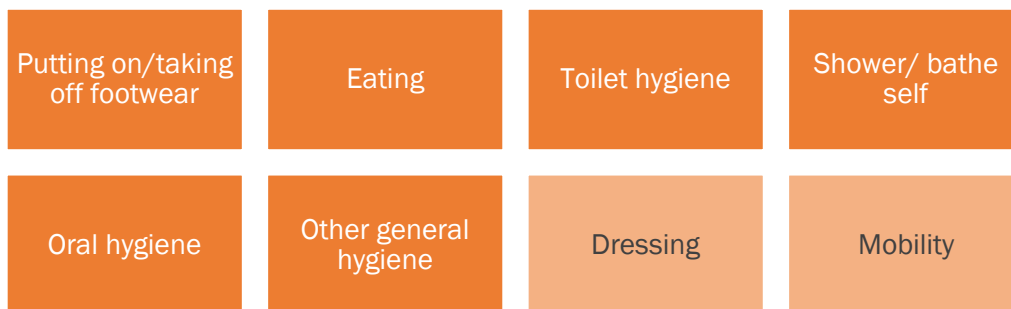 Putting on/taking
off footwear
Eating
Toilet hygiene
Shower/ bathe
self
Oral hygiene
Other general
hygiene
Dressing
Mobility